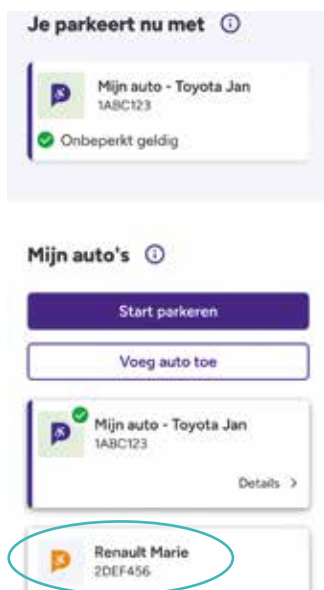 Je parkeert nu met
Mijn auto - Toyota Jan
1ABC123
Onbeperkt geldig
Mijn auto's
Start parkeren
Voeg auto toe
Mijn auto - Toyota Jan
1ABC123
Details
Renault Marie
2DEF456